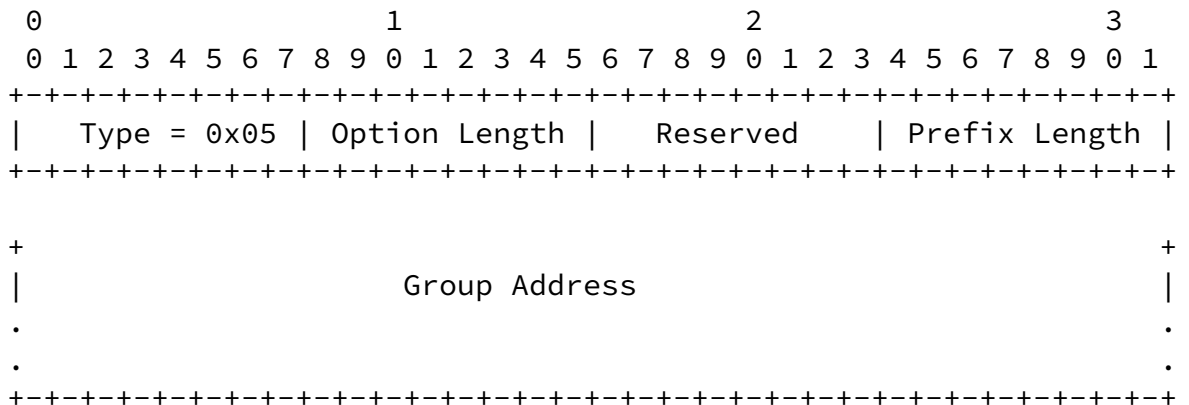 0                   1                   2                   3
 0 1 2 3 4 5 6 7 8 9 0 1 2 3 4 5 6 7 8 9 0 1 2 3 4 5 6 7 8 9 0 1
+-+-+-+-+-+-+-+-+-+-+-+-+-+-+-+-+-+-+-+-+-+-+-+-+-+-+-+-+-+-+-+-+
|   Type = 0x05 | Option Length |   Reserved    | Prefix Length |
+-+-+-+-+-+-+-+-+-+-+-+-+-+-+-+-+-+-+-+-+-+-+-+-+-+-+-+-+-+-+-+-+
+                                                               +
|                     Group Address                             |
.                                                               .
.                                                               .
+-+-+-+-+-+-+-+-+-+-+-+-+-+-+-+-+-+-+-+-+-+-+-+-+-+-+-+-+-+-+-+-+